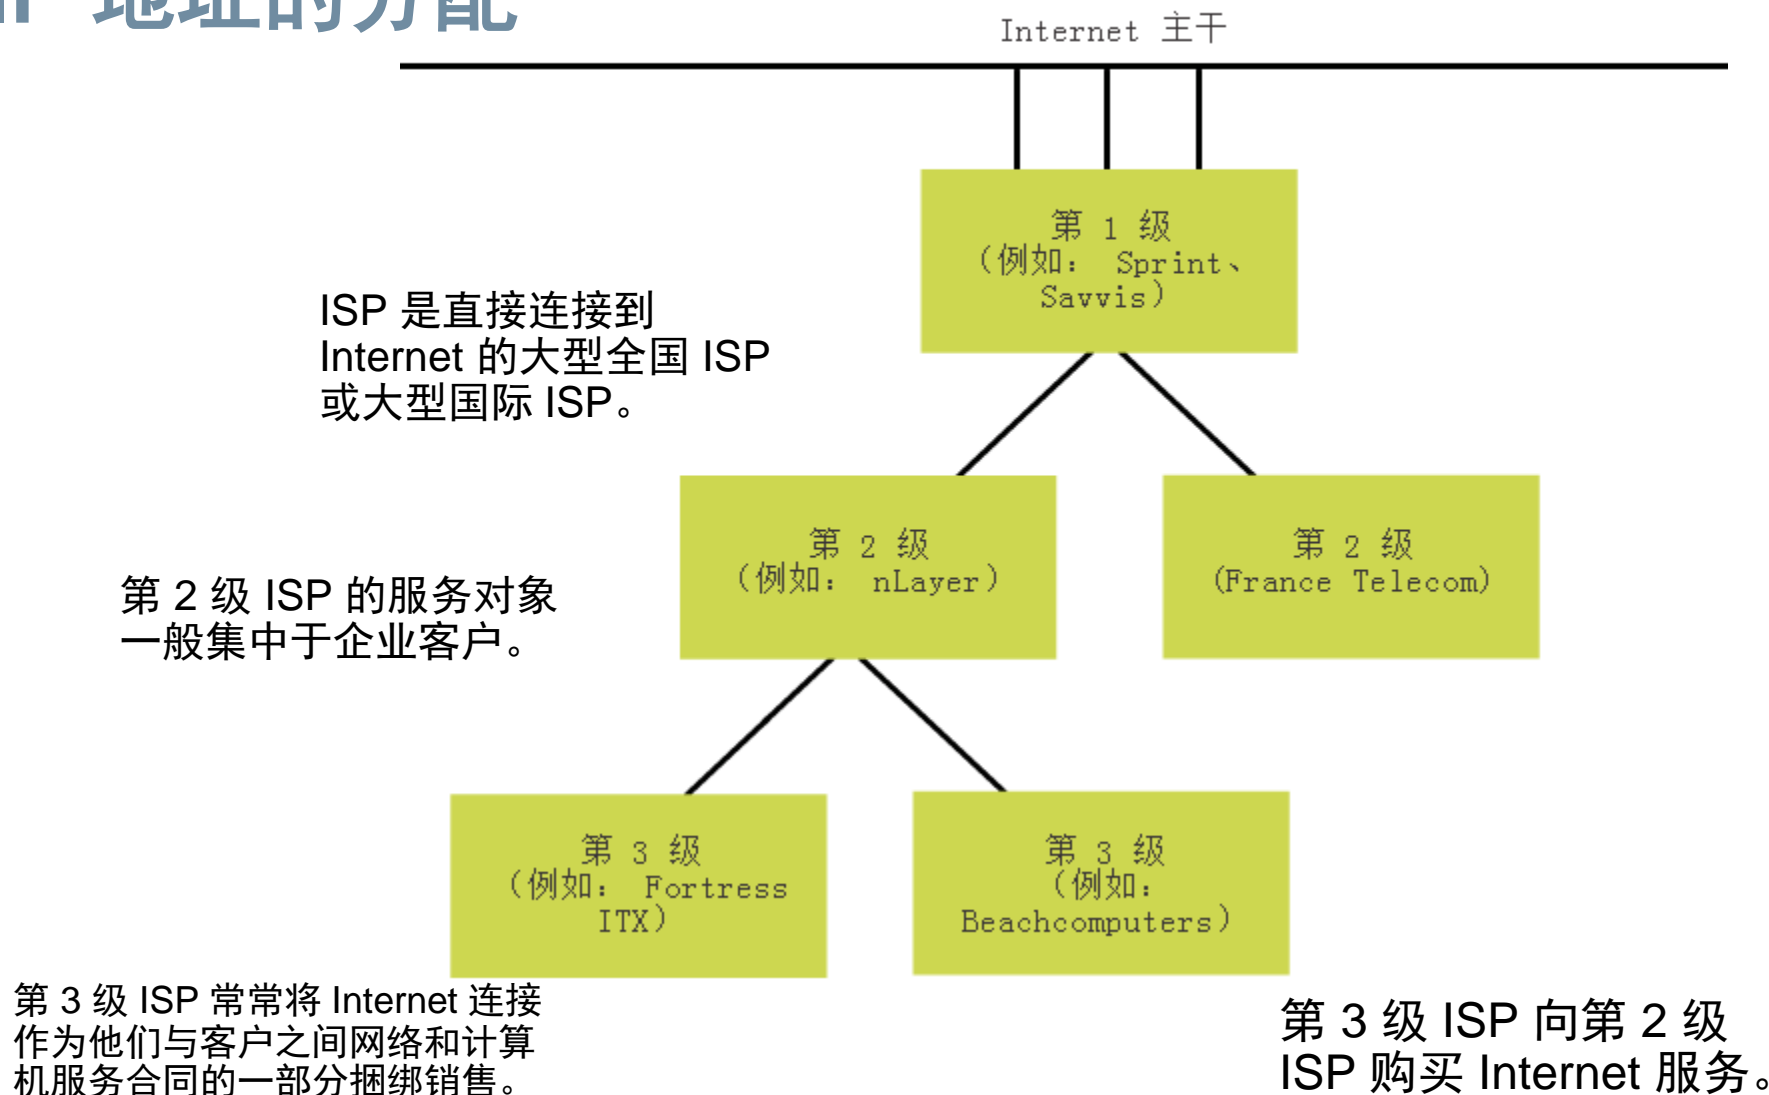 IP 地址的分配
Internet 主干
第 1 级
（例如： Sprint、
Savvis）
ISP 是直接连接到
Internet 的大型全国 ISP
或大型国际 ISP。
第 2 级
（例如： nLayer）
第 2 级
(France Telecom)
第 2 级 ISP 的服务对象
一般集中于企业客户。
第 3 级
（例如： Fortress
ITX）
第 3 级
（例如：
Beachcomputers）
第 3 级 ISP 常常将 Internet 连接
作为他们与客户之间网络和计算
机服务合同的一部分捆绑销售。
第 3 级 ISP 向第 2 级
ISP 购买 Internet 服务。